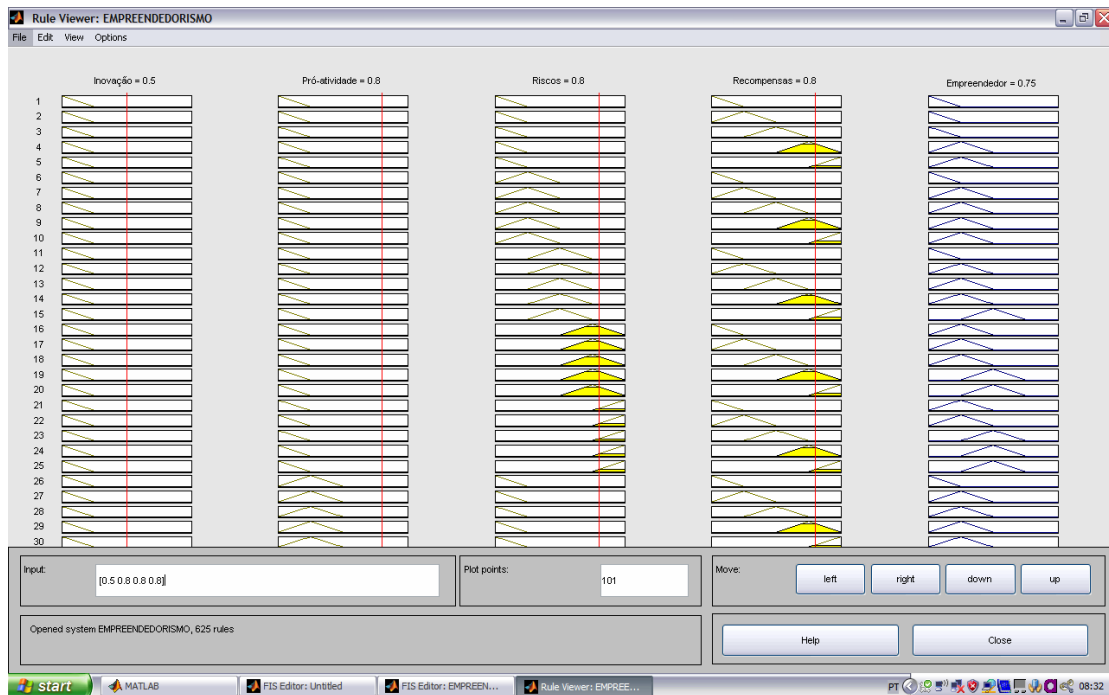 Rule Viewer: EMPREENDEDORISMO
File Edit View Options
Inovação = 0.5
Pró-atividade = 0.8
Riscos = 0.8
Recompensas = 0.8
Empreendedor = 0.75
1
2
3
4
5
6
7
8
9
10
11
12
13
14
15
16
17
18
19
20
21
22
23
24
25
26
27
28
29
30
Input:
[0.5 0.8 0.8 0.8]
Plot points:
101
Move:
left
right
down
up
Opened system EMPREENDEDORISMO, 625 rules
Help
Close
start
MATLAB
FIS Editor: Untitled
FIS Editor: EMPREEN...
Rule Viewer: EMPREE...
PT
08:32